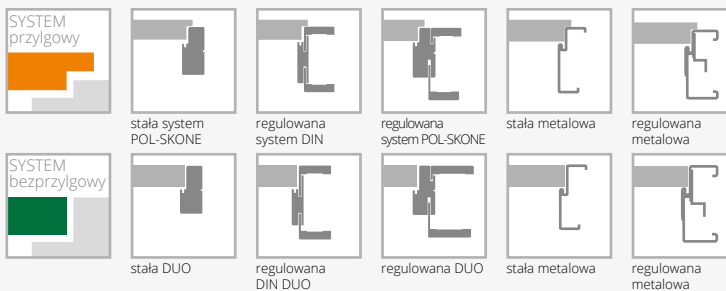 SYSTEM
przylgowy
stała system
POL-SKONE
regulowana
system DIN
regulowana
system POL-SKONE
stała metalowa
regulowana
metalowa
SYSTEM
bezprzylgowy
stała DUO
regulowana
DIN DUO
regulowana DUO
stała metalowa
regulowana
metalowa